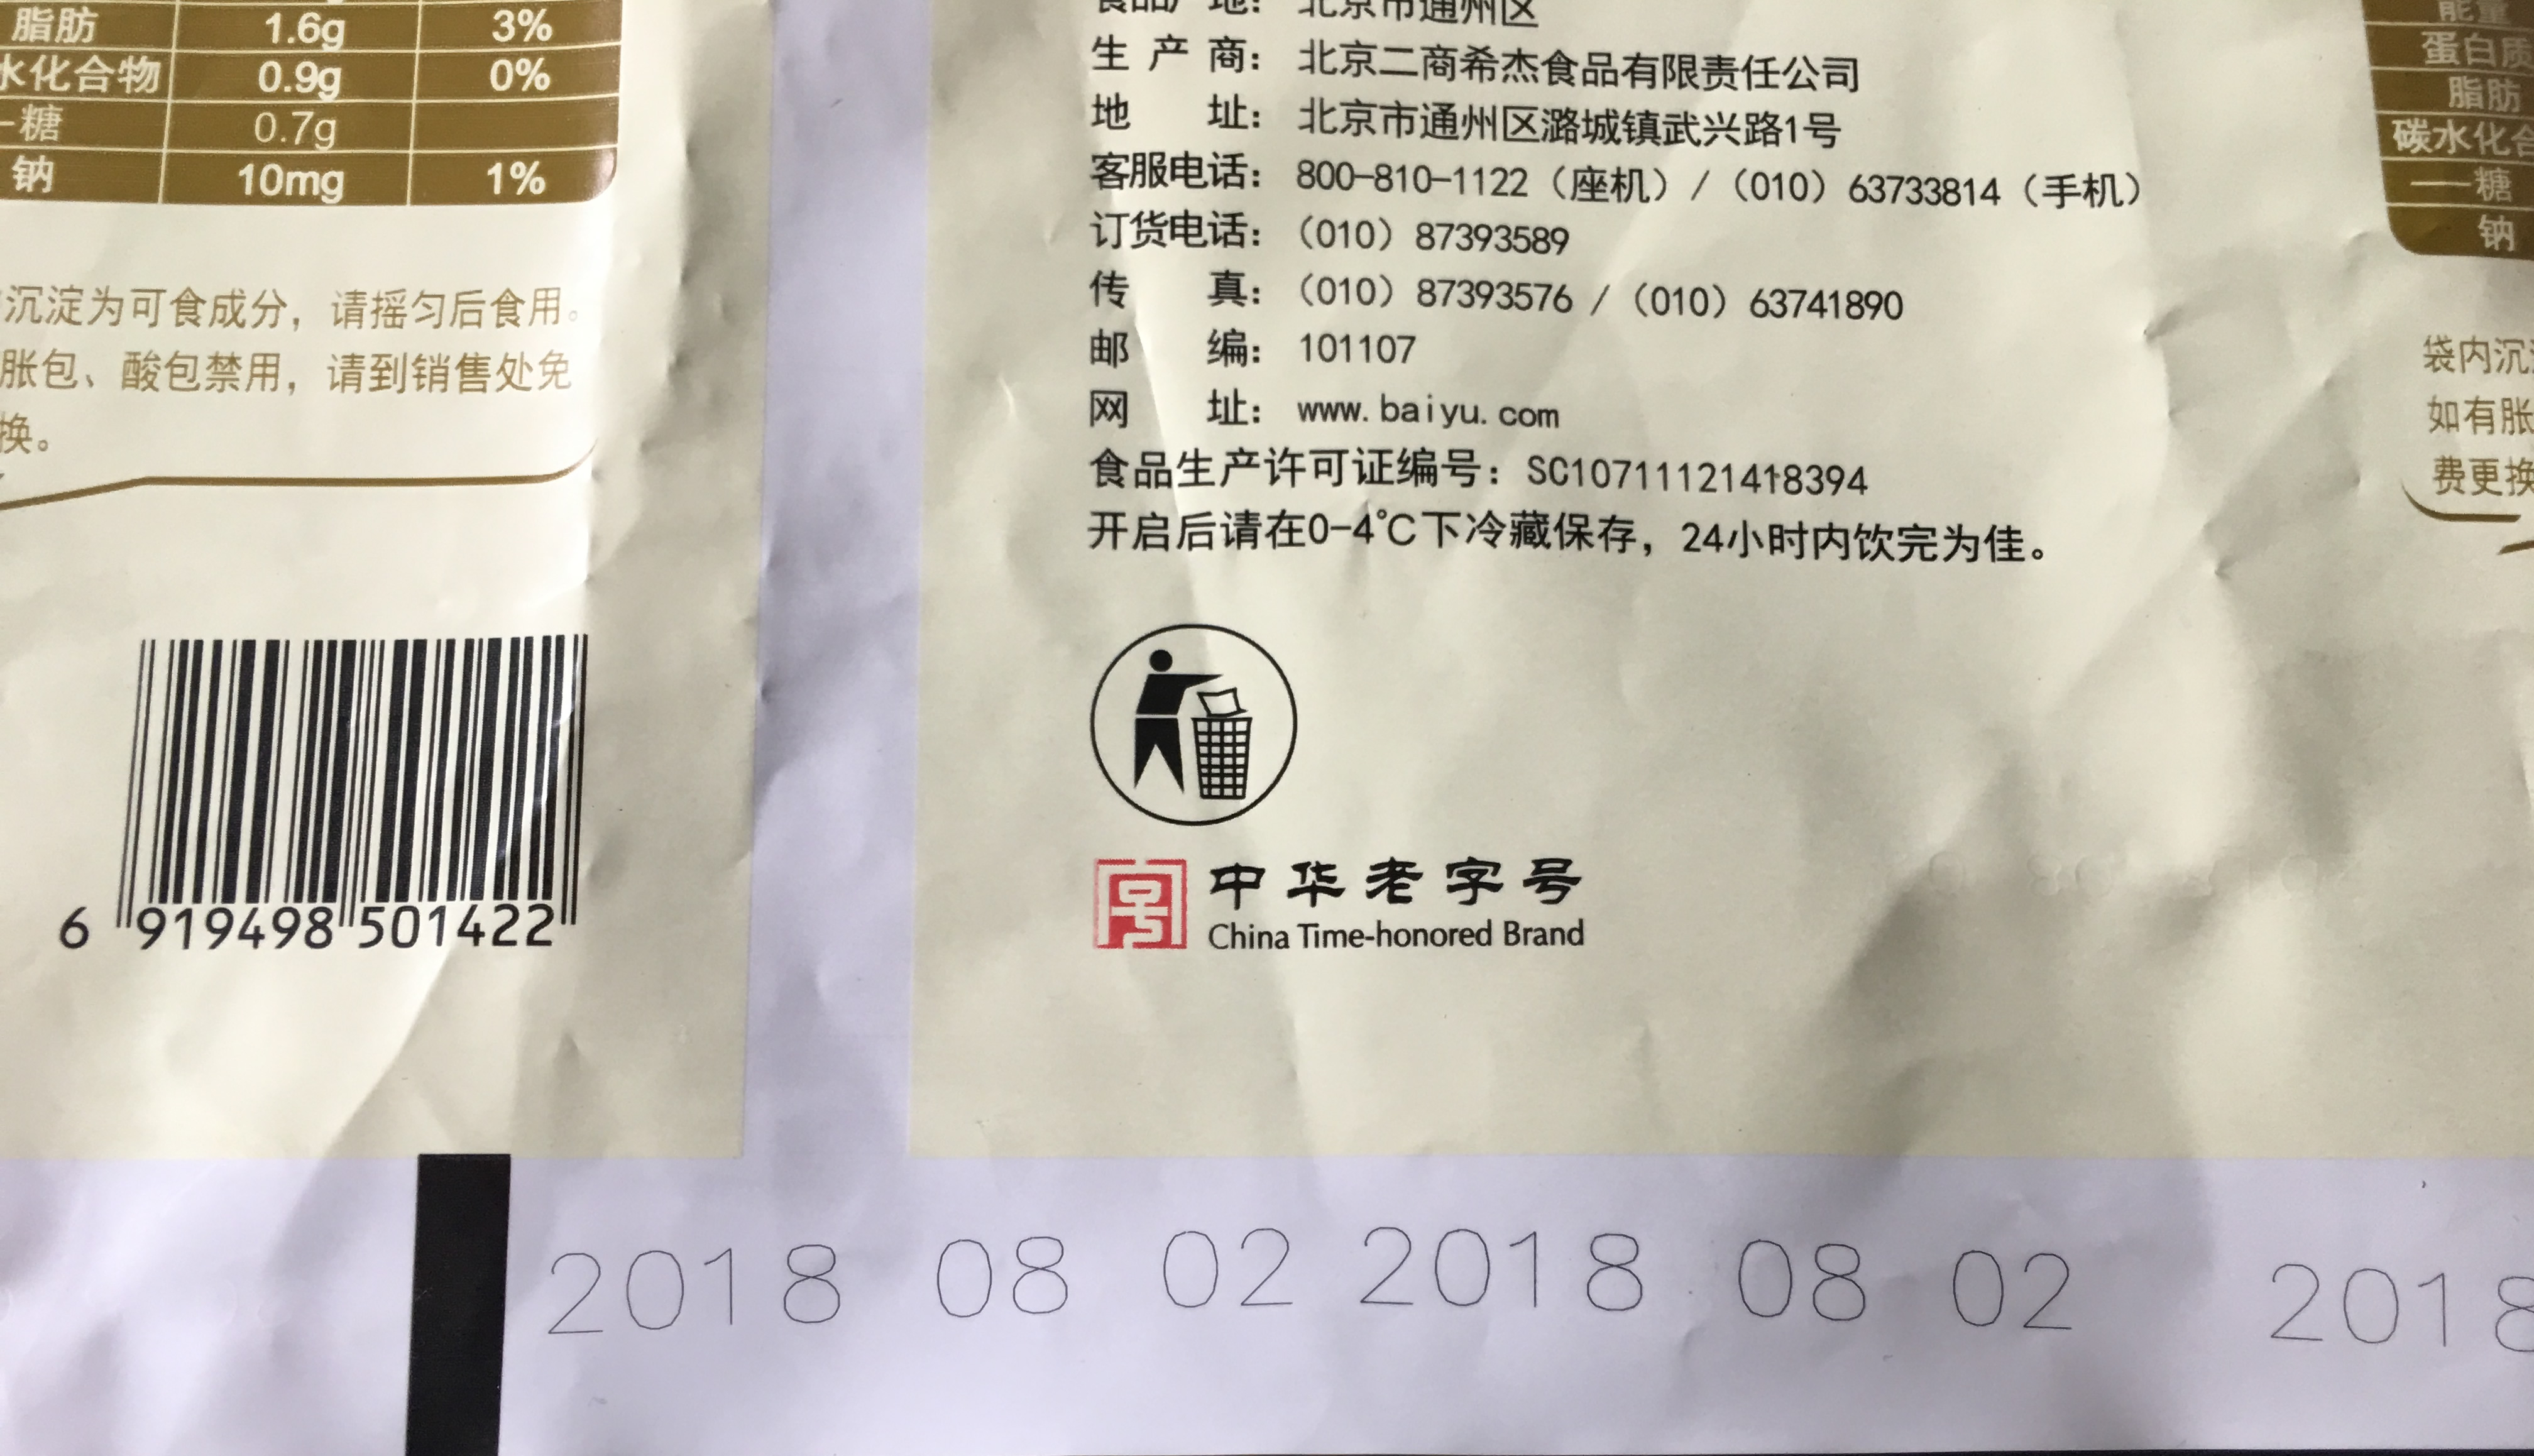 脂肪 1.6g 3%
水化合物 0.9g 0%
一糖 0.7g
钠 10mg 1%
沉淀为可食成分，请摇匀后食用。
胀包、酸包禁用，请到销售处免
换。
6 919498 501422
食品产地：北京市通州区
生产商：北京二商希杰食品有限责任公司
地址：北京市通州区潞城镇武兴路1号
客服电话：800-810-1122（座机）/（010）63733814（手机）
订货电话：（010）87393589
传真：（010）87393576 /（010）63741890
邮编：101107
网址：www.baiyu.com
食品生产许可证编号：SC10711121418394
开启后请在0-4℃下冷藏保存，24小时内饮完为佳。
中华老字号
China Time-honored Brand
能量
蛋白质
脂肪
碳水化合
一糖
钠
袋内沉
如有胀
费更换
2018 08 02 2018 08 02 2018